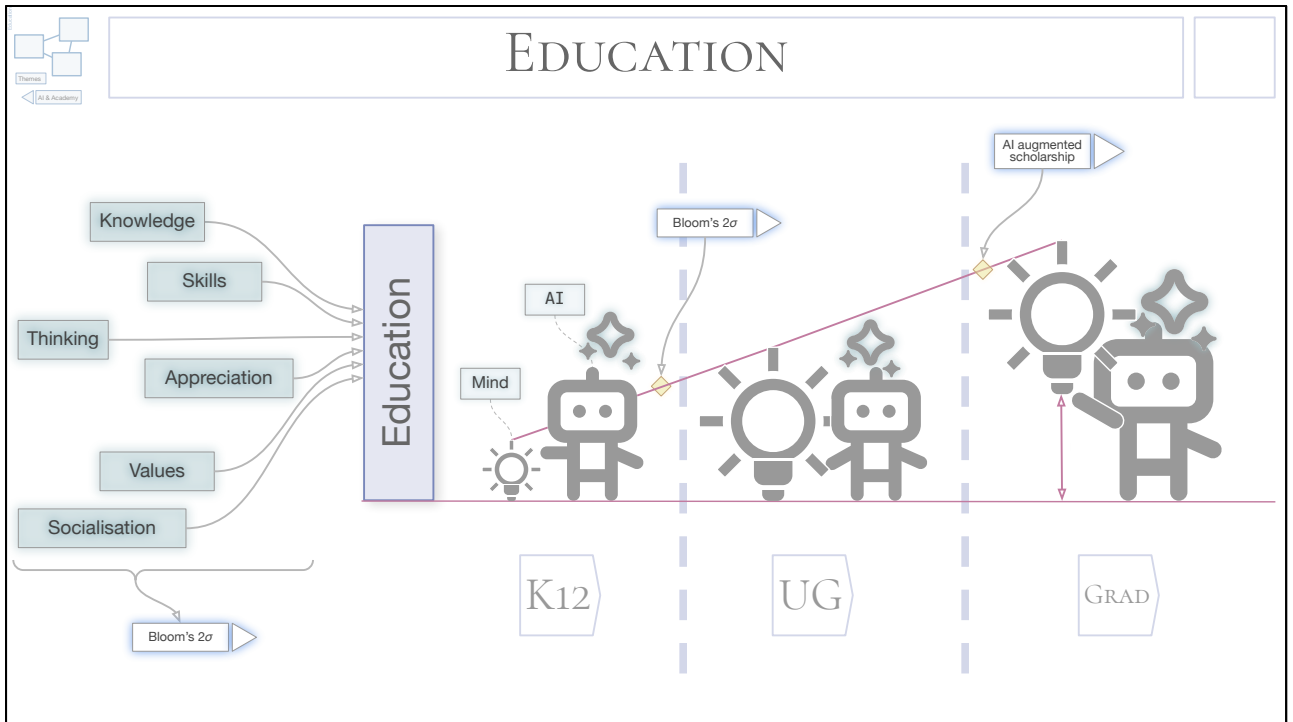 EDUCATION
Themes
AI & Academy
AI augmented
scholarship
Bloom's 2σ
Knowledge
Skills
Thinking
Appreciation
Values
Socialisation
Education
AI
Mind
K12
UG
GRAD
Bloom's 2σ